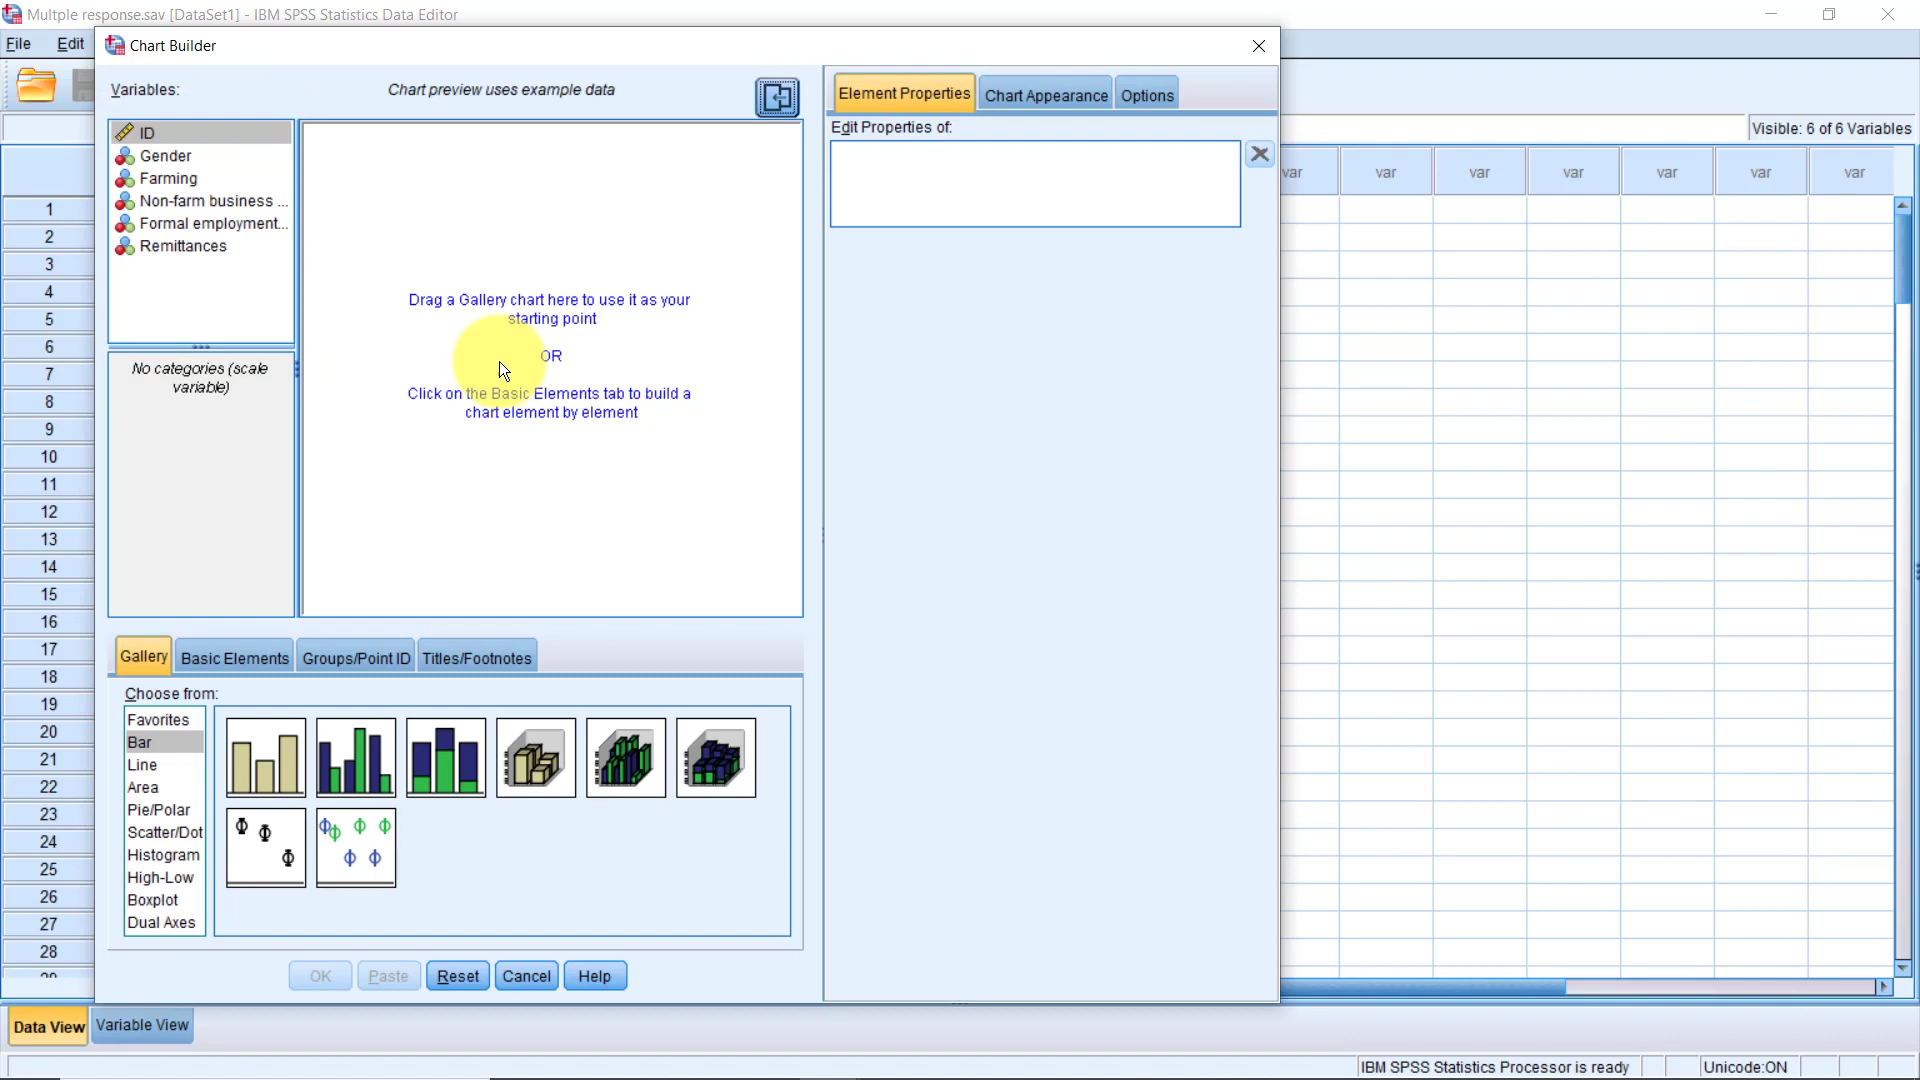 Multple response.sav [DataSet1] - IBM SPSS Statistics Data Editor
File Edit
Chart Builder
Variables:
Chart preview uses example data
Element Properties Chart Appearance Options
Edit Properties of:
Visible: 6 of 6 Variables
ID
Gender
Farming
Non-farm business ...
Formal employment...
Remittances
var var var var var var var
Drag a Gallery chart here to use it as your
starting point
OR
Click on the Basic Elements tab to build a
chart element by element
No categories (scale
variable)
1
2
3
4
5
6
7
8
9
10
11
12
13
14
15
16
17
18
19
20
21
22
23
24
25
26
27
28
Gallery Basic Elements Groups/Point ID Titles/Footnotes
Choose from:
Favorites
Bar
Line
Area
Pie/Polar
Scatter/Dot
Histogram
High-Low
Boxplot
Dual Axes
OK Paste Reset Cancel Help
Data View Variable View
IBM SPSS Statistics Processor is ready Unicode:ON